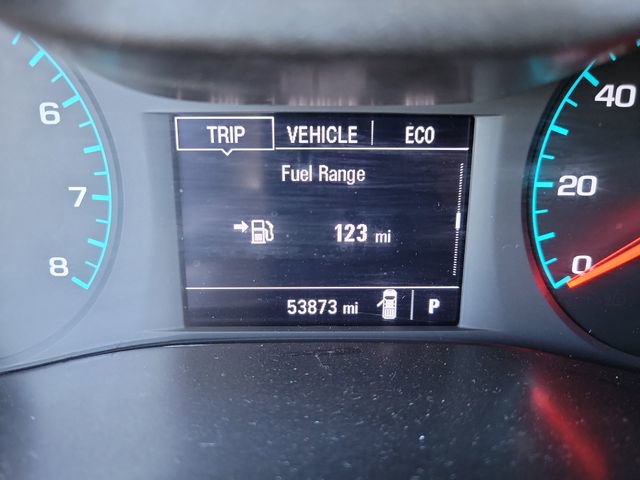 TRIP VEHICLE ECO
Fuel Range
123 mi
53873 mi P
6
7
8
40
20
0